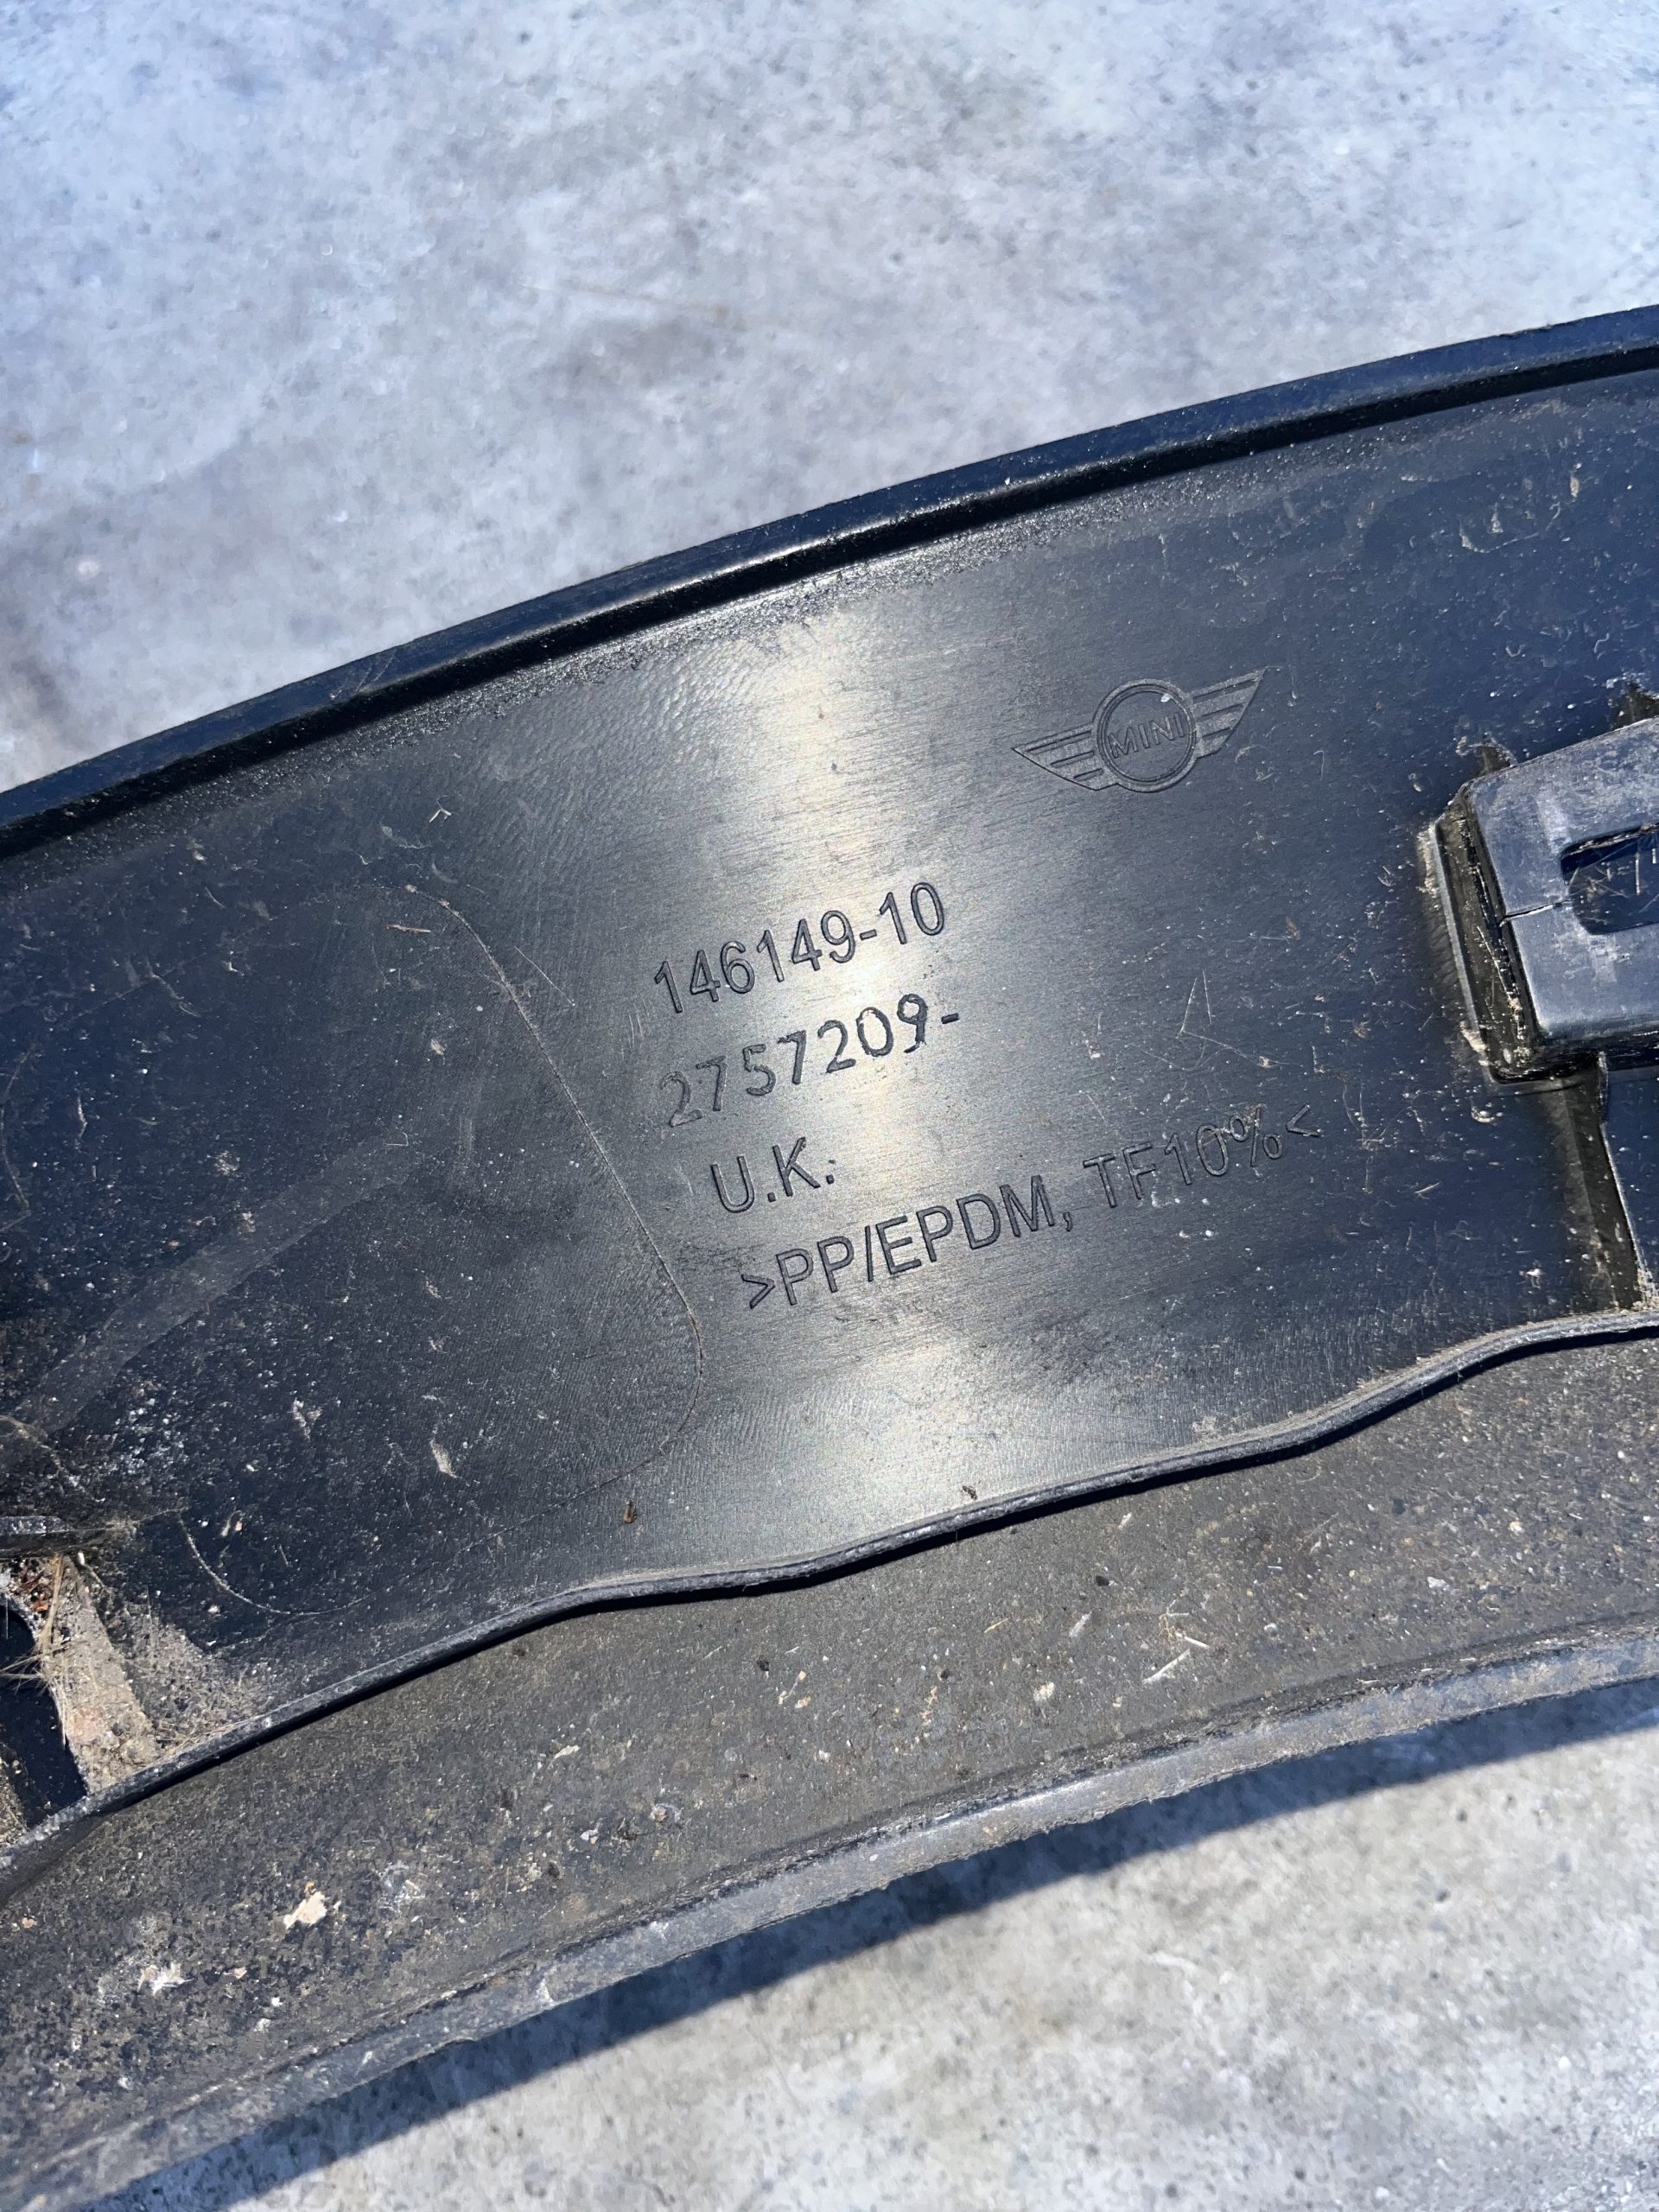 MINI
146149-10
2757209-
U.K.
>PP/EPDM, TF10%<